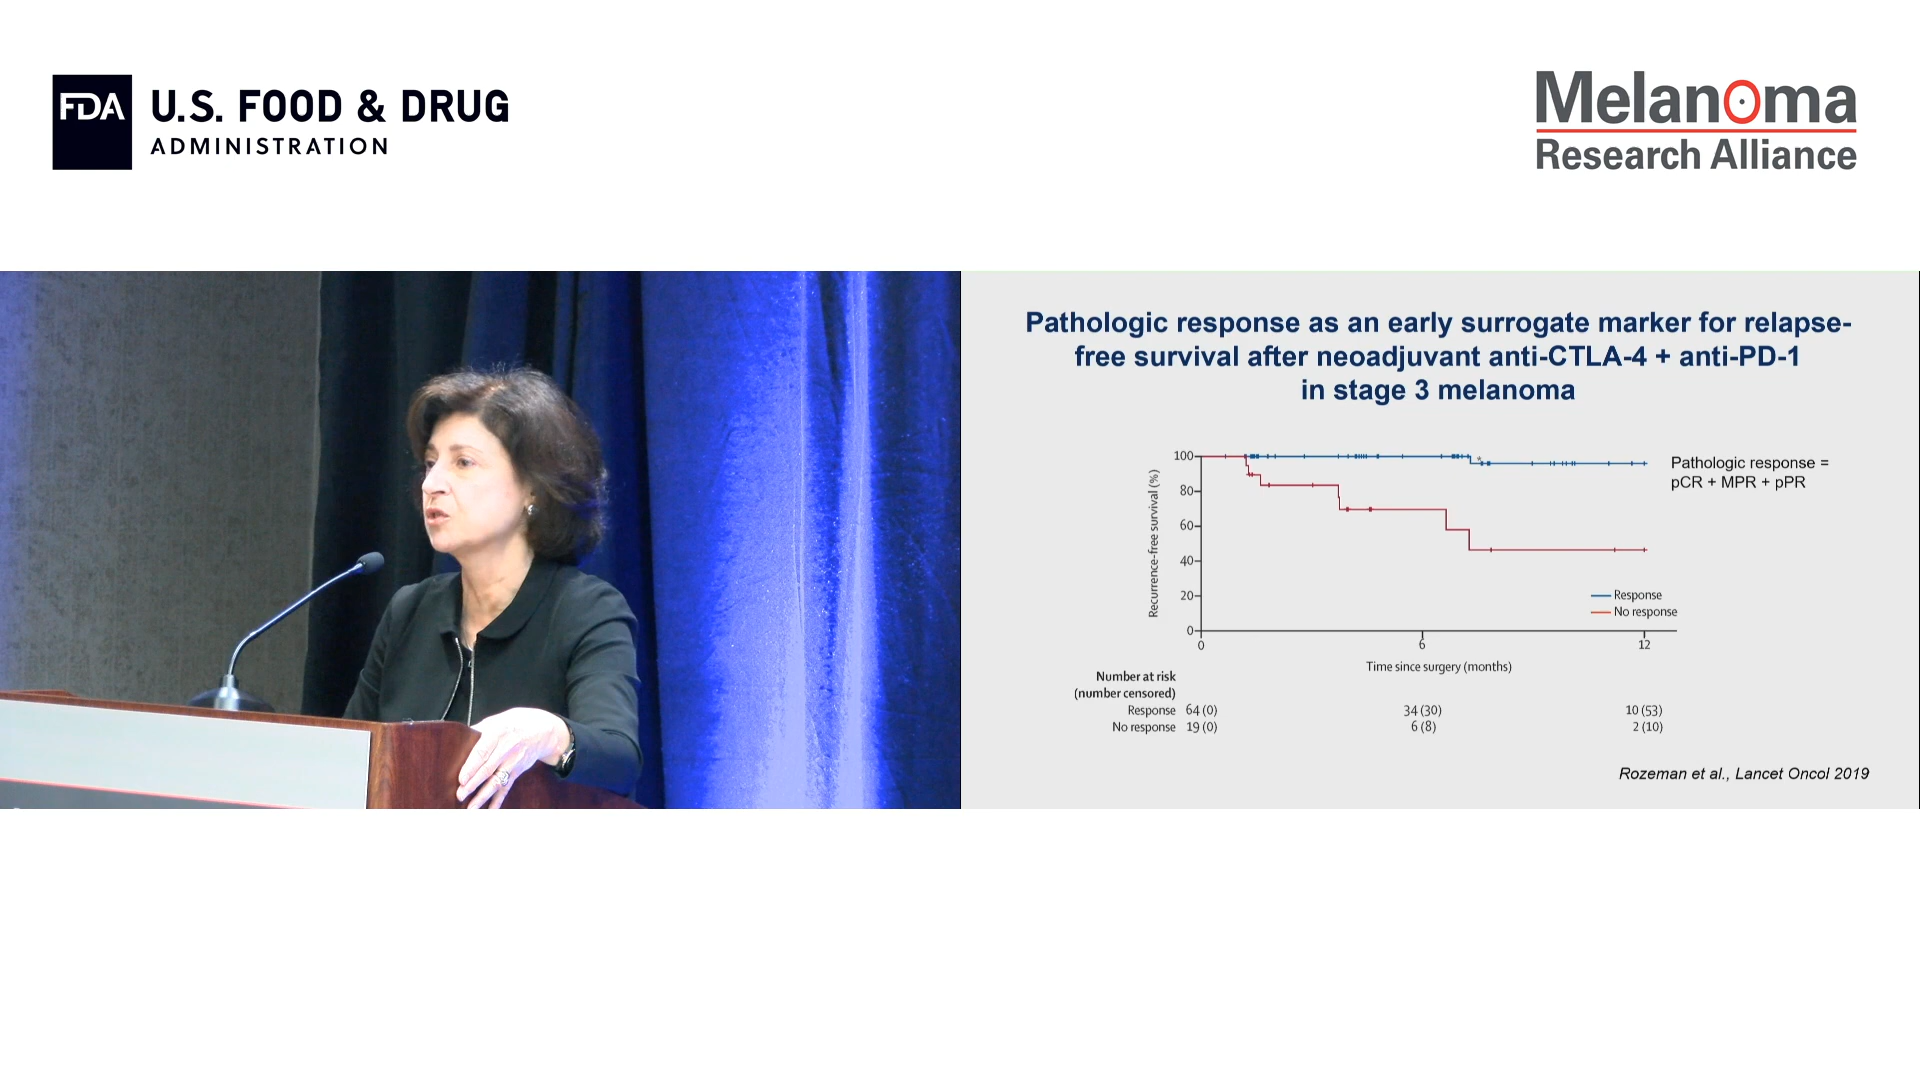 FDA
U.S. FOOD & DRUG
ADMINISTRATION
Melanoma
Research Alliance
Pathologic response as an early surrogate marker for relapse-
free survival after neoadjuvant anti-CTLA-4 + anti-PD-1
in stage 3 melanoma
Recurrence-free survival (%)
100
80
60
40
20
0
0
6
12
Time since surgery (months)
*
Response
No response
Pathologic response =
pCR + MPR + pPR
Number at risk
(number censored)
Response 64 (0) 34 (30) 10 (53)
No response 19 (0) 6 (8) 2 (10)
Rozeman et al., Lancet Oncol 2019